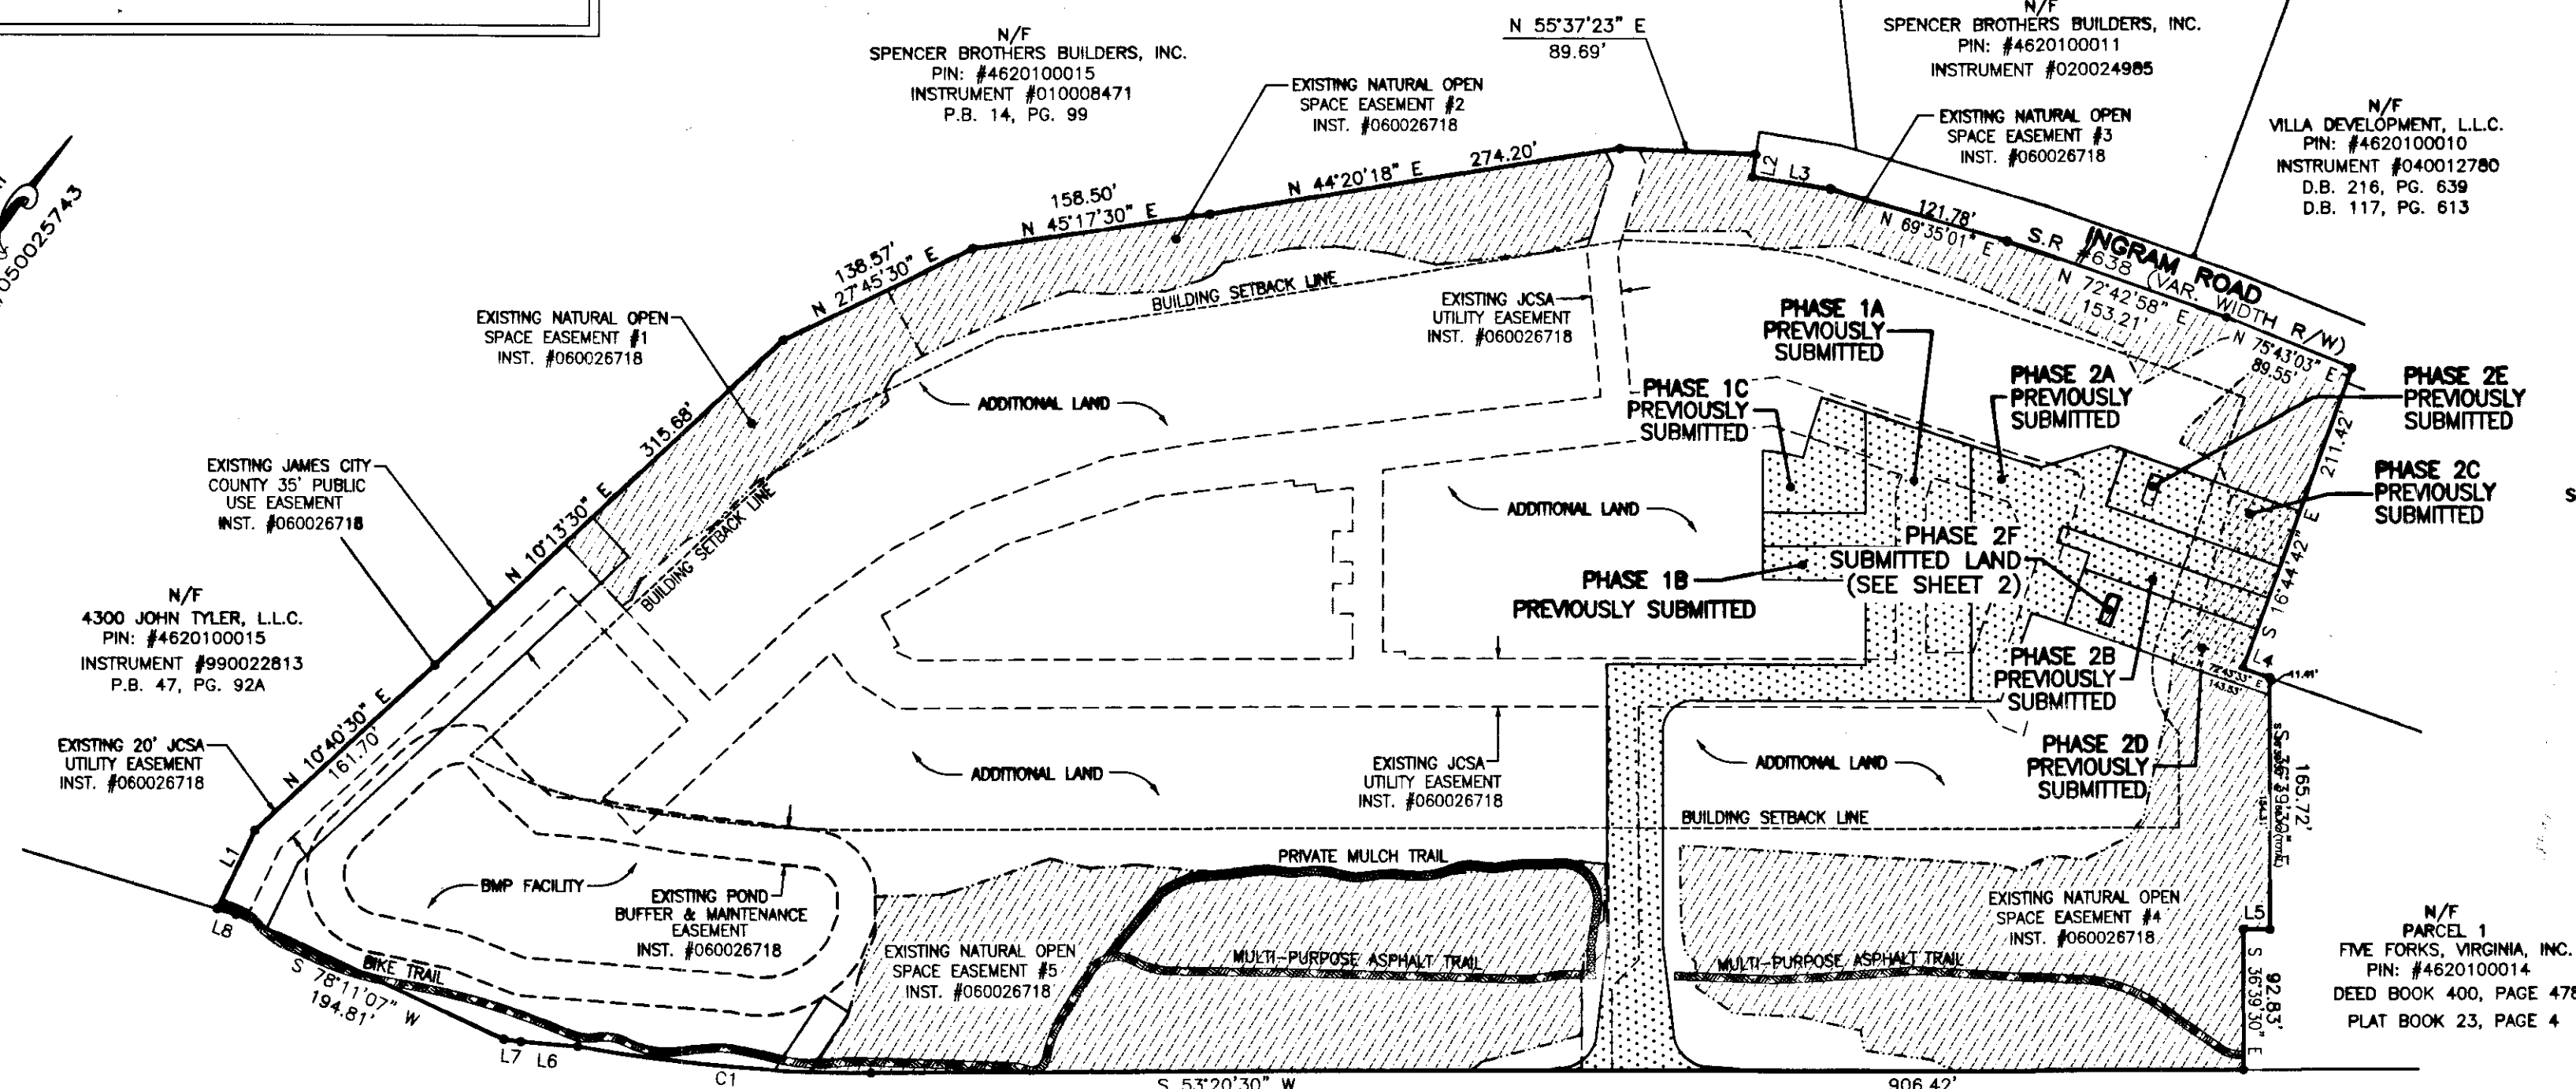 N/F
SPENCER BROTHERS BUILDERS, INC.
PIN: #4620100015
INSTRUMENT #010008471
P.B. 14, PG. 99
EXISTING NATURAL OPEN
SPACE EASEMENT #2
INST. #060026718
N 55°37'23" E
89.69'
N/F
SPENCER BROTHERS BUILDERS, INC.
PIN: #4620100011
INSTRUMENT #020024985
EXISTING NATURAL OPEN
SPACE EASEMENT #3
INST. #060026718
N/F
VILLA DEVELOPMENT, L.L.C.
PIN: #4620100010
INSTRUMENT #040012780
D.B. 216, PG. 639
D.B. 117, PG. 613
050025743
158.50'
N 45°17'30" E
N 44°20'18" E
274.20'
L2
L3
121.78'
N 69°35'01" E
S.R. #638 (VAR. WIDTH R/W)
INGRAM ROAD
N 72°42'58" E
153.21'
N 75°43'03" E
89.55'
138.57'
N 27°45'30" E
BUILDING SETBACK LINE
EXISTING JCSA
UTILITY EASEMENT
INST. #060026718
EXISTING NATURAL OPEN
SPACE EASEMENT #1
INST. #060026718
315.68'
N 10°13'30" E
BUILDING SETBACK LINE
ADDITIONAL LAND
PHASE 1A
PREVIOUSLY
SUBMITTED
PHASE 1C
PREVIOUSLY
SUBMITTED
PHASE 2A
PREVIOUSLY
SUBMITTED
PHASE 2E
PREVIOUSLY
SUBMITTED
211.42'
S 16°44'42" E
PHASE 2C
PREVIOUSLY
SUBMITTED
S
EXISTING JAMES CITY
COUNTY 35' PUBLIC
USE EASEMENT
INST. #060026718
ADDITIONAL LAND
PHASE 2F
SUBMITTED LAND
(SEE SHEET 2)
PHASE 1B
PREVIOUSLY SUBMITTED
N/F
4300 JOHN TYLER, L.L.C.
PIN: #4620100015
INSTRUMENT #990022813
P.B. 47, PG. 92A
PHASE 2B
PREVIOUSLY
SUBMITTED
L4
11.41'
143.83'
N 10°40'30" E
161.70'
EXISTING 20' JCSA
UTILITY EASEMENT
INST. #060026718
ADDITIONAL LAND
EXISTING JCSA
UTILITY EASEMENT
INST. #060026718
ADDITIONAL LAND
PHASE 2D
PREVIOUSLY
SUBMITTED
S 36°39'30" E
165.72'
BUILDING SETBACK LINE
L1
PRIVATE MULCH TRAIL
BMP FACILITY
EXISTING POND
BUFFER & MAINTENANCE
EASEMENT
INST. #060026718
L8
BIKE TRAIL
S 78°11'07" W
194.81'
EXISTING NATURAL OPEN
SPACE EASEMENT #5
INST. #060026718
MULTI-PURPOSE ASPHALT TRAIL
MULTI-PURPOSE ASPHALT TRAIL
EXISTING NATURAL OPEN
SPACE EASEMENT #4
INST. #060026718
L5
S 36°39'30" E
92.83'
N/F
PARCEL 1
FIVE FORKS, VIRGINIA, INC.
PIN: #4620100014
DEED BOOK 400, PAGE 478
PLAT BOOK 23, PAGE 4
L7
L6
C1
S 53°20'30" W
906.42'